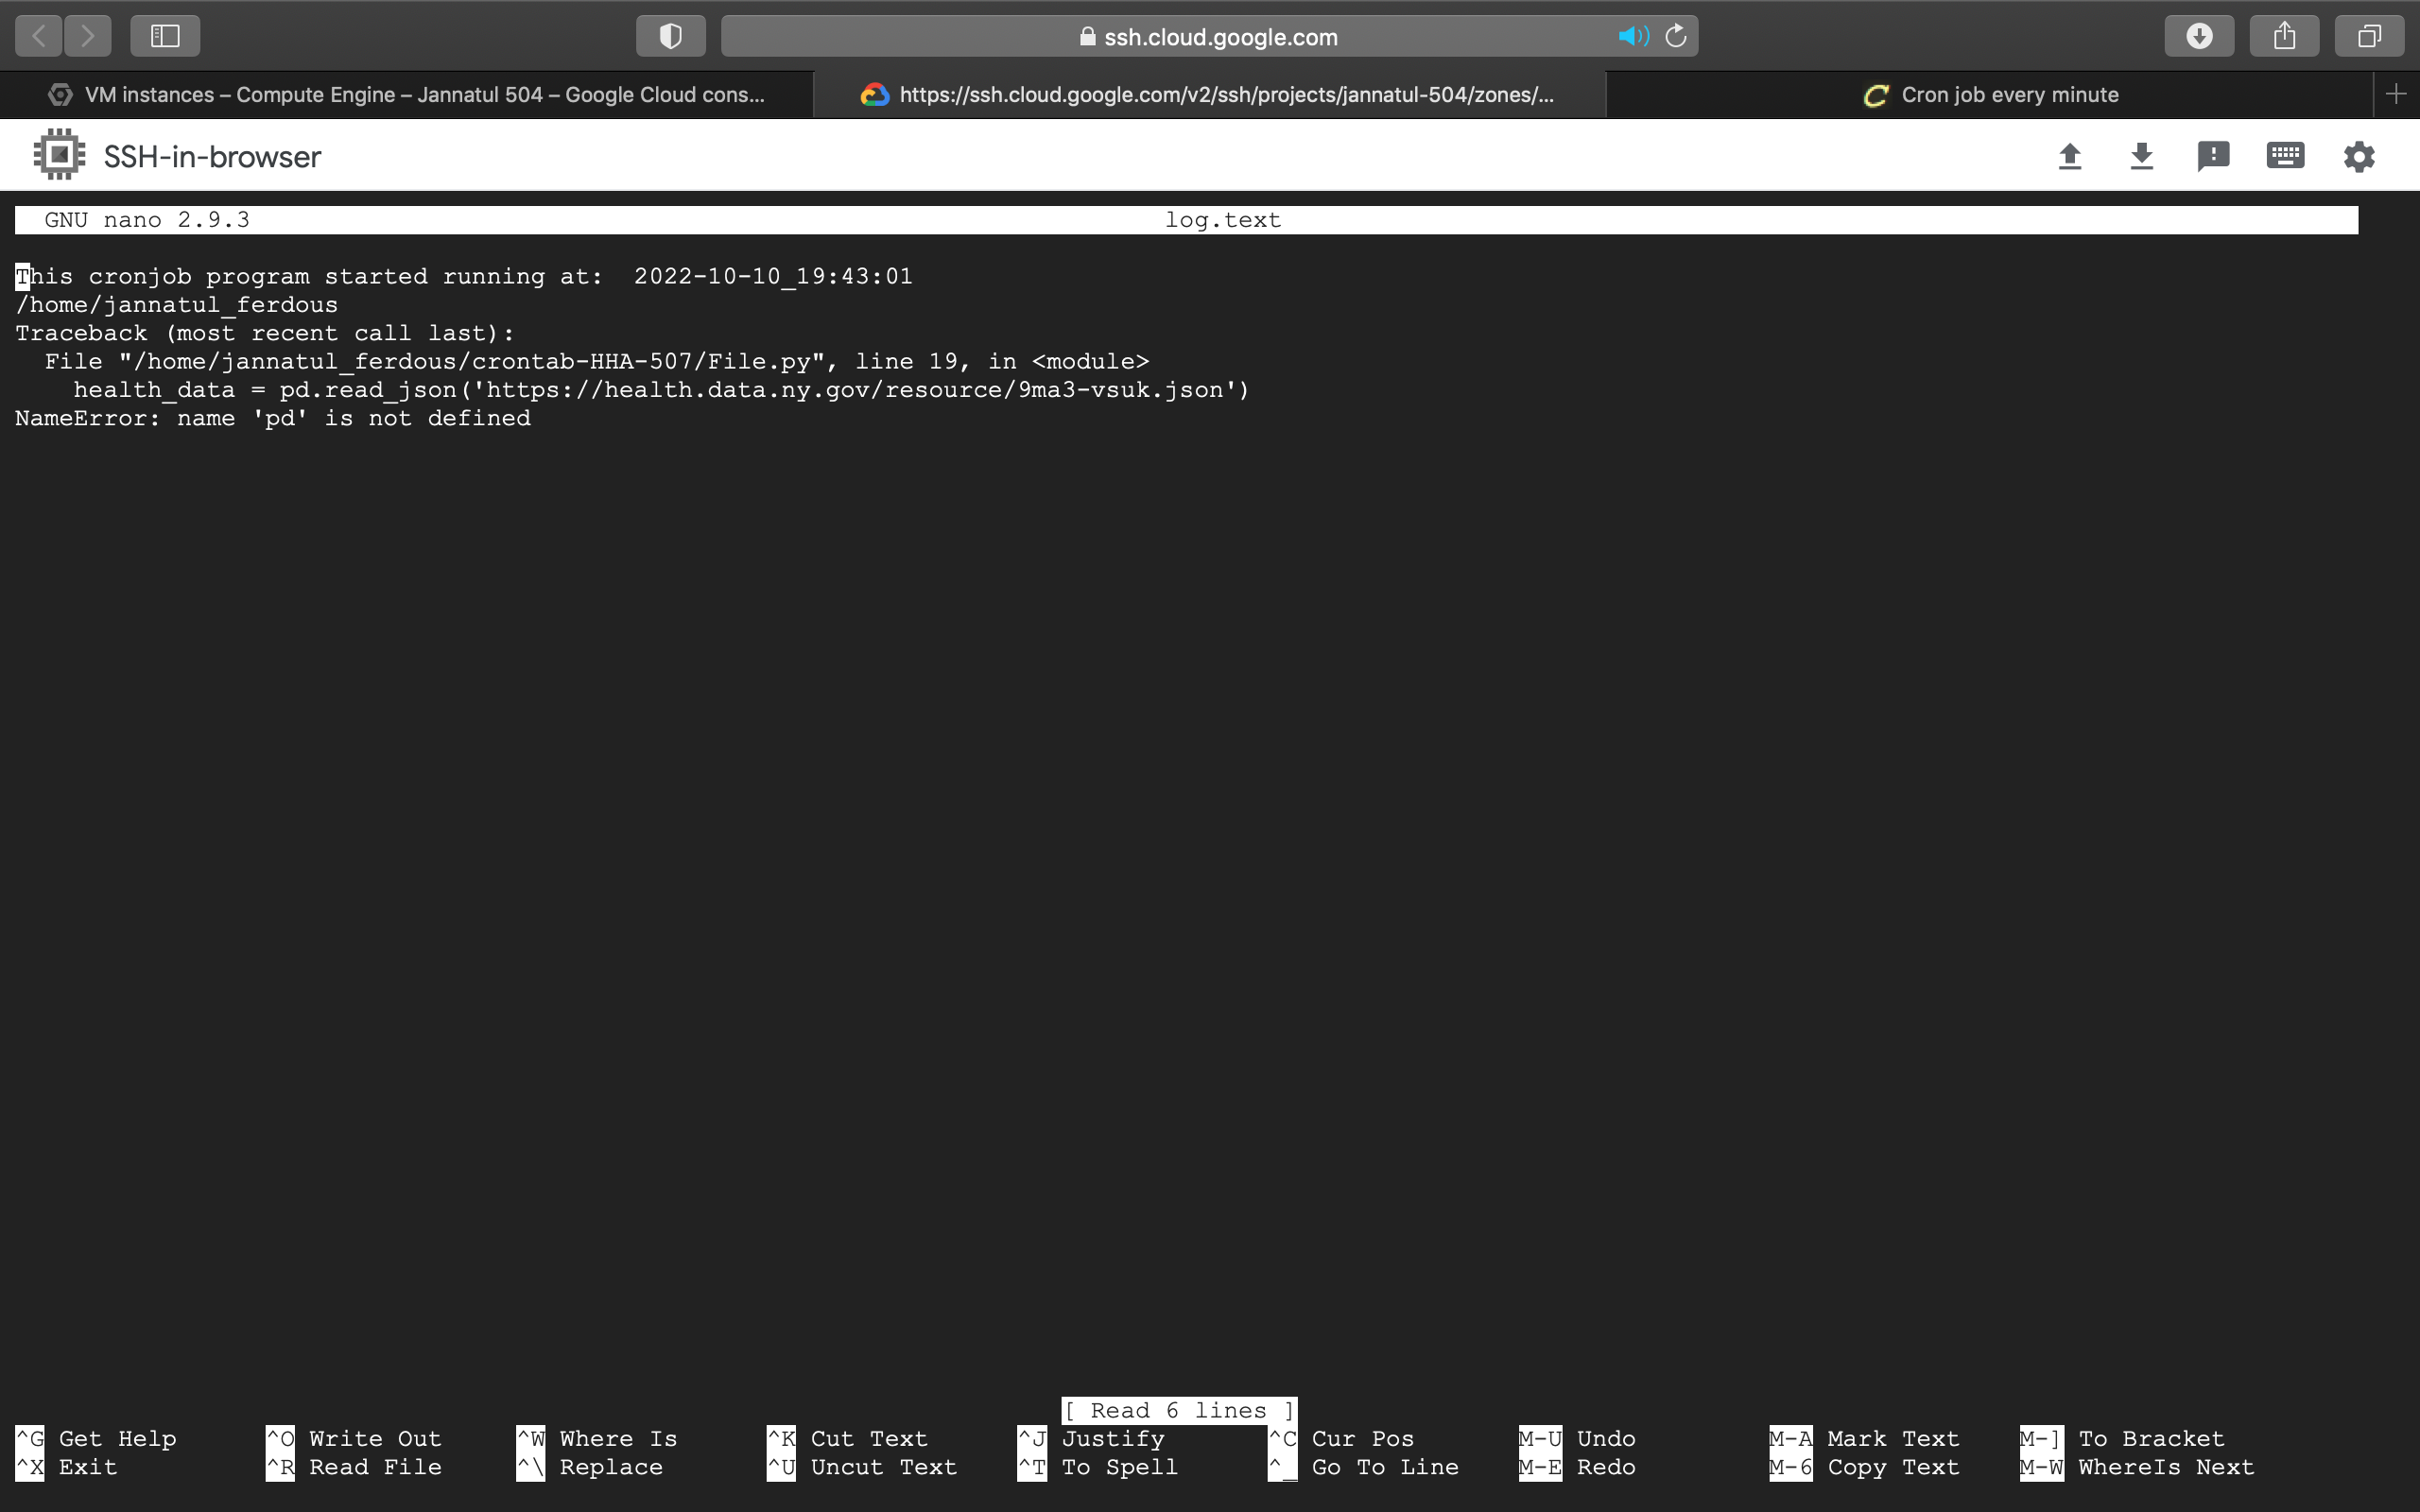 ssh.cloud.google.com
VM instances – Compute Engine – Jannatul 504 – Google Cloud cons...
https://ssh.cloud.google.com/v2/ssh/projects/jannatul-504/zones/...
Cron job every minute
SSH-in-browser
GNU nano 2.9.3 log.text
This cronjob program started running at:  2022-10-10_19:43:01
/home/jannatul_ferdous
Traceback (most recent call last):
  File "/home/jannatul_ferdous/crontab-HHA-507/File.py", line 19, in <module>
    health_data = pd.read_json('https://health.data.ny.gov/resource/9ma3-vsuk.json')
NameError: name 'pd' is not defined
[ Read 6 lines ]
^G Get Help ^O Write Out ^W Where Is ^K Cut Text ^J Justify ^C Cur Pos M-U Undo M-A Mark Text M-] To Bracket
^X Exit ^R Read File ^\ Replace ^U Uncut Text ^T To Spell ^_ Go To Line M-E Redo M-6 Copy Text M-W WhereIs Next